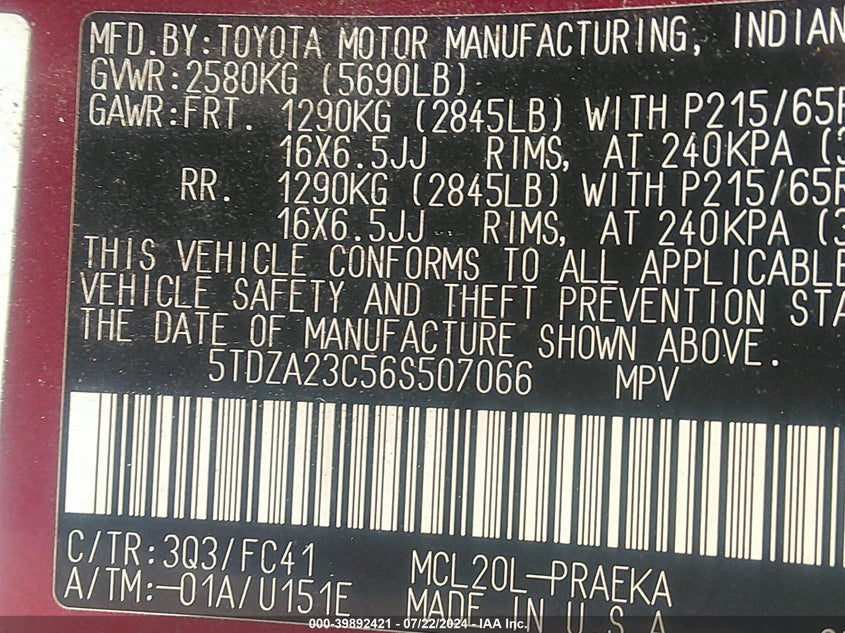 MFD.BY:TOYOTA MOTOR MANUFACTURING, INDIAN
GVWR:2580KG (5690LB)
GAWR:FRT. 1290KG (2845LB) WITH P215/65R
16X6.5JJ RIMS, AT 240KPA (3
RR. 1290KG (2845LB) WITH P215/65R
16X6.5JJ RIMS, AT 240KPA (3
THIS VEHICLE CONFORMS TO ALL APPLICABLE
VEHICLE SAFETY AND THEFT PREVENTION STA
THE DATE OF MANUFACTURE SHOWN ABOVE.
5TDZA23C56S507066 MPV
C/TR:3Q3/FC41 MCL20L-PRAEKA
A/TM:-01A/U151E MADE IN U.S.A
000-39892421 - 07/22/2024 - IAA Inc.